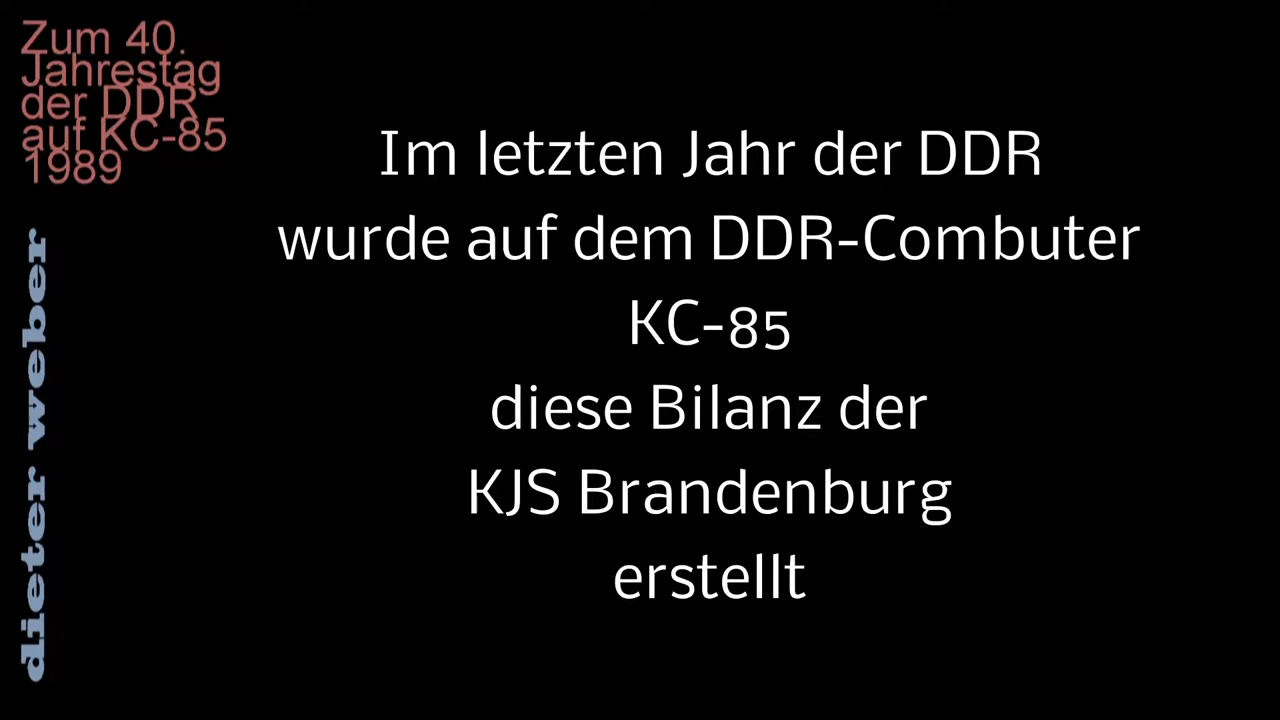 Zum 40.
Jahrestag
der DDR
auf KC-85
1989
dieter weber
Im letzten Jahr der DDR
wurde auf dem DDR-Combuter
KC-85
diese Bilanz der
KJS Brandenburg
erstellt